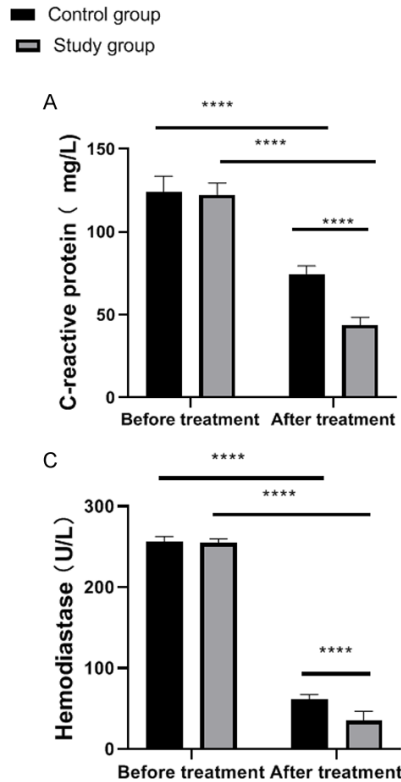 Control group
Study group
A
****
****
****
C-reactive protein ( mg/L)
150
100
50
0
Before treatment After treatment
C
****
****
****
Hemodiastase (U/L)
300
200
100
0
Before treatment After treatment